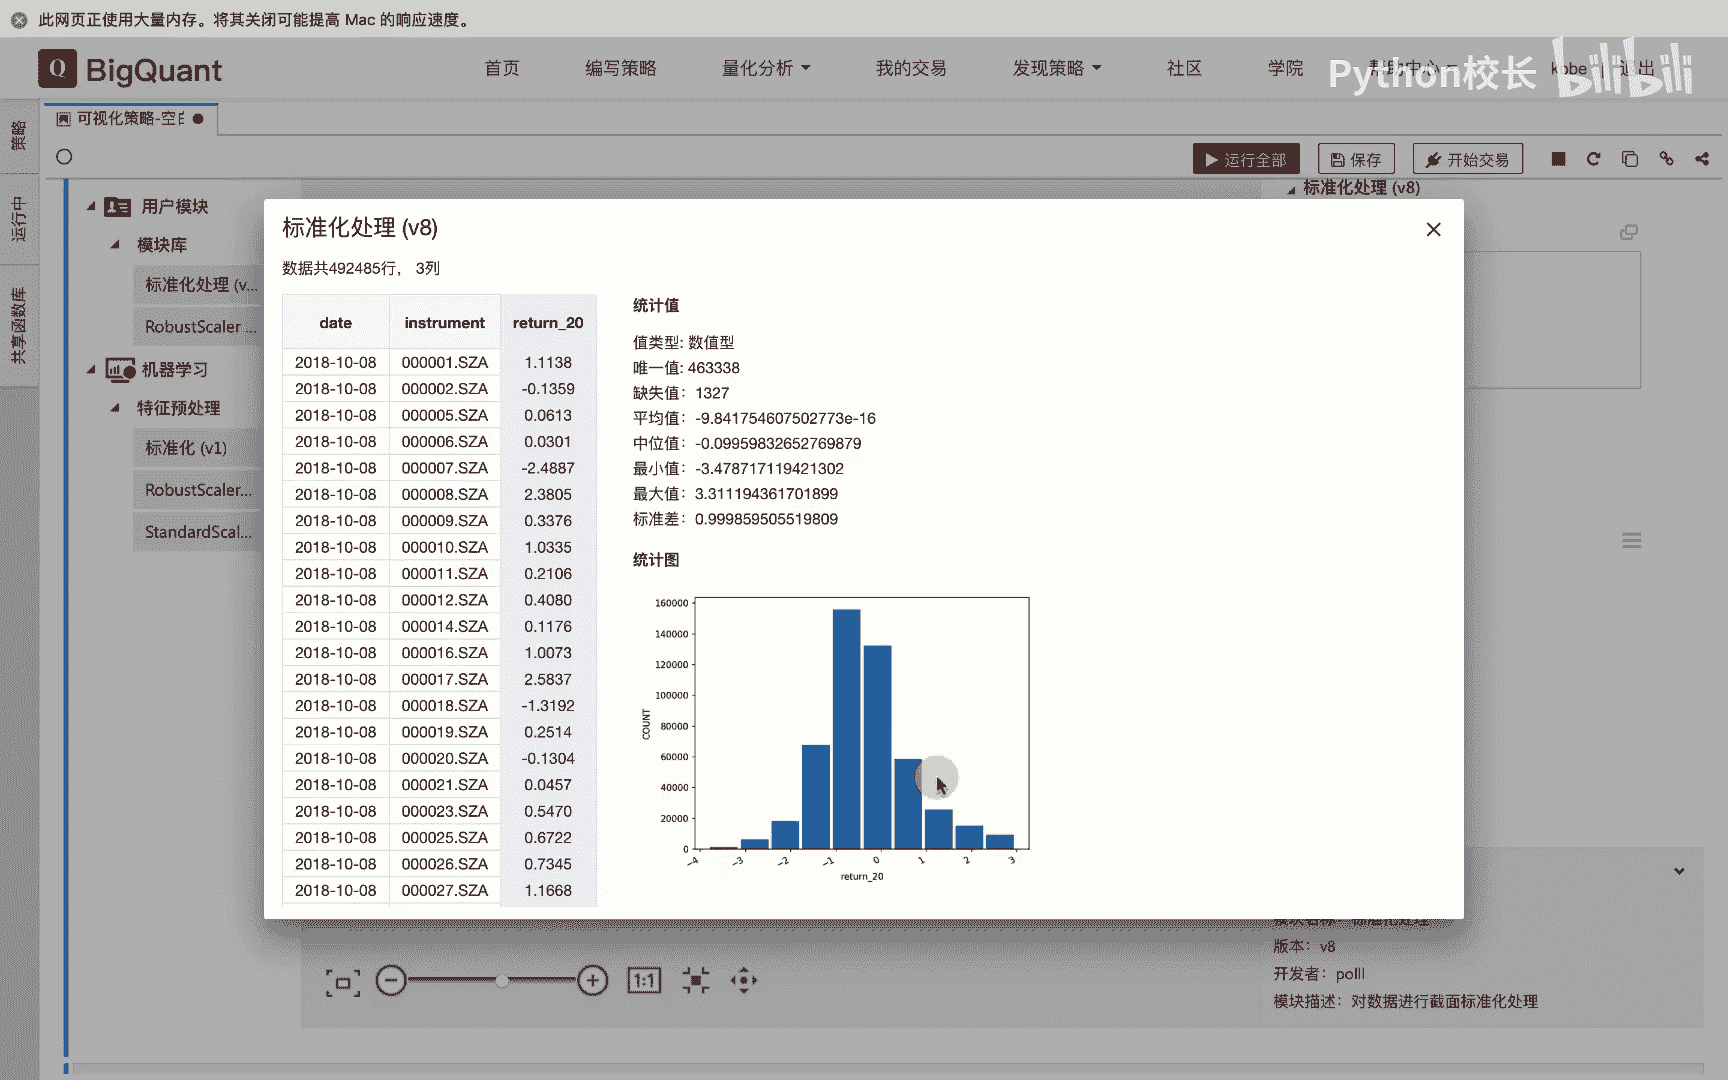 此网页正使用大量内存。将其关闭可能提高 Mac 的响应速度。
Q BigQuant
首页 编写策略 量化分析 我的交易 发现策略 社区 学院 帮助中心 kobe 退出
Python校长 bilibili
可视化策略-空白
运行全部 保存 开始交易
策略
运行中
共享函数库
用户模块
模块库
标准化处理 (v...
RobustScaler ...
机器学习
特征预处理
标准化 (v1)
RobustScaler...
StandardScal...
标准化处理 (v8)
标准化处理 (v8)
数据共492485行， 3列
date instrument return_20
2018-10-08 000001.SZA 1.1138
2018-10-08 000002.SZA -0.1359
2018-10-08 000005.SZA 0.0613
2018-10-08 000006.SZA 0.0301
2018-10-08 000007.SZA -2.4887
2018-10-08 000008.SZA 2.3805
2018-10-08 000009.SZA 0.3376
2018-10-08 000010.SZA 1.0335
2018-10-08 000011.SZA 0.2106
2018-10-08 000012.SZA 0.4080
2018-10-08 000014.SZA 0.1176
2018-10-08 000016.SZA 1.0073
2018-10-08 000017.SZA 2.5837
2018-10-08 000018.SZA -1.3192
2018-10-08 000019.SZA 0.2514
2018-10-08 000020.SZA -0.1304
2018-10-08 000021.SZA 0.0457
2018-10-08 000023.SZA 0.5470
2018-10-08 000025.SZA 0.6722
2018-10-08 000026.SZA 0.7345
2018-10-08 000027.SZA 1.1668
统计值
值类型: 数值型
唯一值: 463338
缺失值： 1327
平均值： -9.841754607502773e-16
中位值： -0.09959832652769879
最小值： -3.478717119421302
最大值： 3.311194361701899
标准差： 0.999859505519809
统计图
160000
140000
120000
100000
80000
60000
40000
20000
0
COUNT
-4 -3 -2 -1 0 1 2 3
return_20
1:1
模块名称：标准化处理
版本：v8
开发者：polll
模块描述：对数据进行截面标准化处理